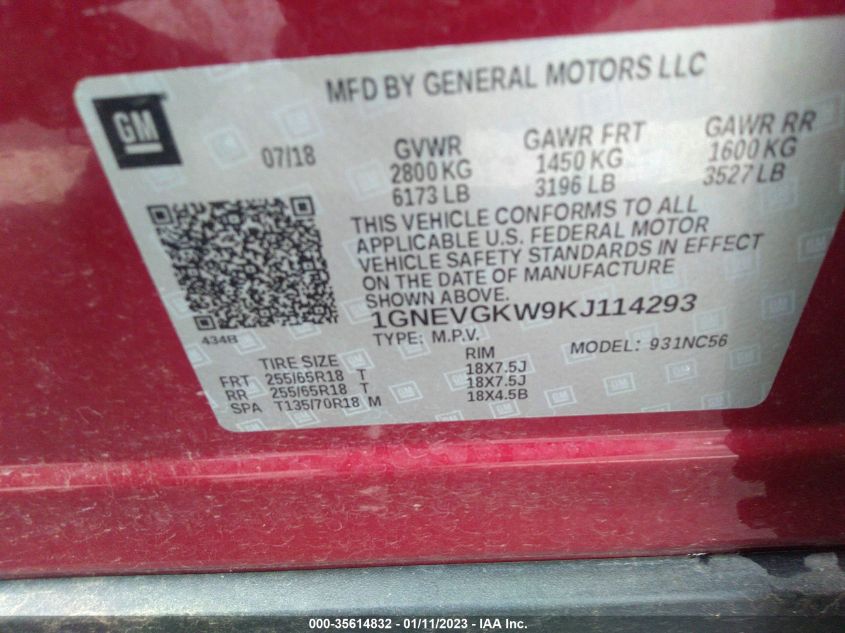 MFD BY GENERAL MOTORS LLC
GM
07/18 GVWR GAWR FRT GAWR RR
2800 KG 1450 KG 1600 KG
6173 LB 3196 LB 3527 LB
THIS VEHICLE CONFORMS TO ALL
APPLICABLE U.S. FEDERAL MOTOR
VEHICLE SAFETY STANDARDS IN EFFECT
ON THE DATE OF MANUFACTURE
SHOWN ABOVE.
1GNEVGKW9KJ114293
434B
TYPE: M.P.V. MODEL: 931NC56
TIRE SIZE RIM
FRT 255/65R18 T 18X7.5J
RR 255/65R18 T 18X7.5J
SPA T135/70R18 M 18X4.5B
000-35614832 - 01/11/2023 - IAA Inc.